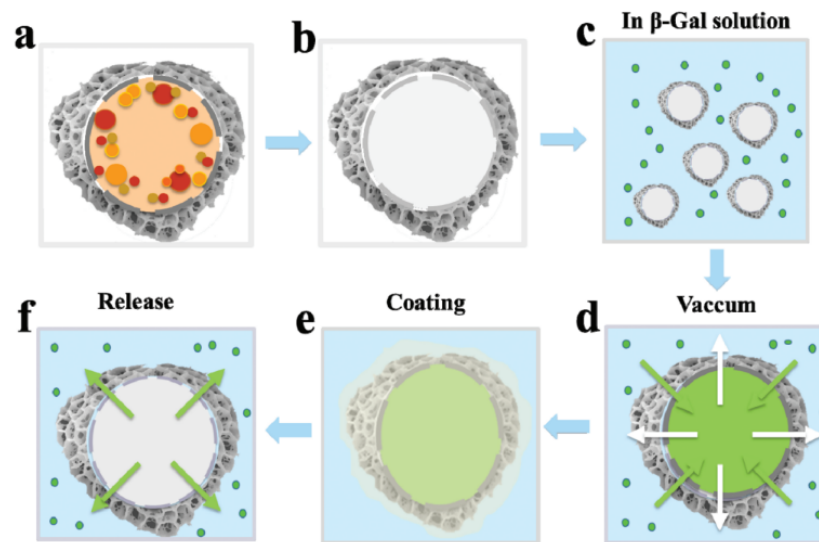 a
b
c
In β-Gal solution
f
Release
e
Coating
d
Vaccum